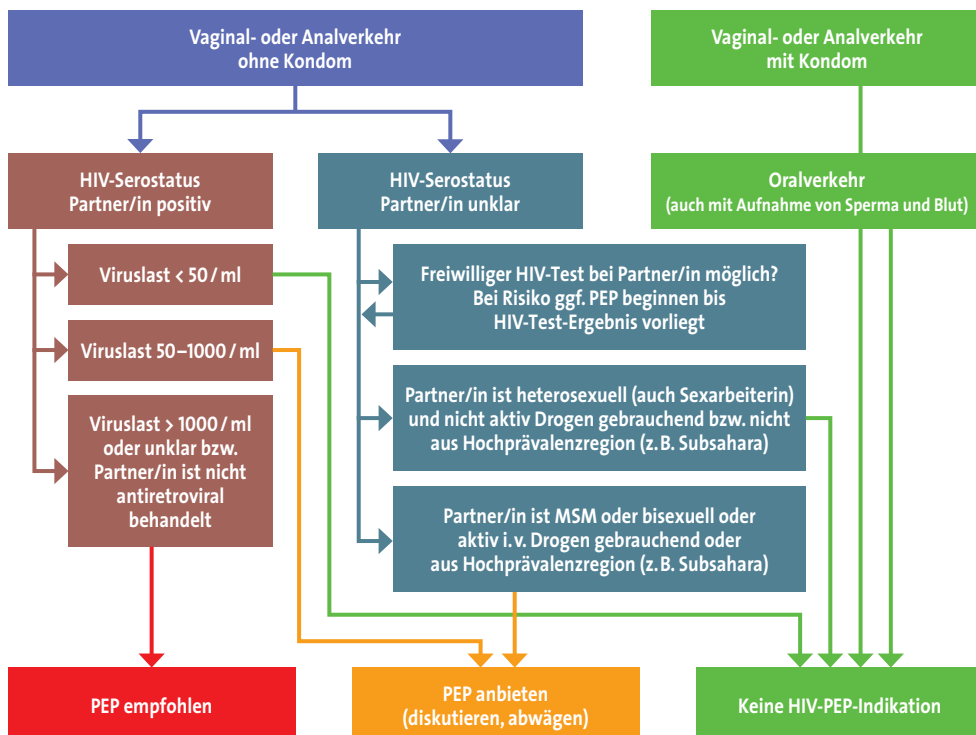 Vaginal- oder Analverkehr
ohne Kondom
Vaginal- oder Analverkehr
mit Kondom
HIV-Serostatus
Partner/in positiv
HIV-Serostatus
Partner/in unklar
Oralverkehr
(auch mit Aufnahme von Sperma und Blut)
Viruslast < 50 / ml
Viruslast 50–1000 / ml
Viruslast > 1000 / ml
oder unklar bzw.
Partner/in ist nicht
antiretroviral
behandelt
Freiwilliger HIV-Test bei Partner/in möglich?
Bei Risiko ggf. PEP beginnen bis
HIV-Test-Ergebnis vorliegt
Partner/in ist heterosexuell (auch Sexarbeiterin)
und nicht aktiv Drogen gebrauchend bzw. nicht
aus Hochprävalenzregion (z. B. Subsahara)
Partner/in ist MSM oder bisexuell oder
aktiv i. v. Drogen gebrauchend oder
aus Hochprävalenzregion (z. B. Subsahara)
PEP empfohlen
PEP anbieten
(diskutieren, abwägen)
Keine HIV-PEP-Indikation